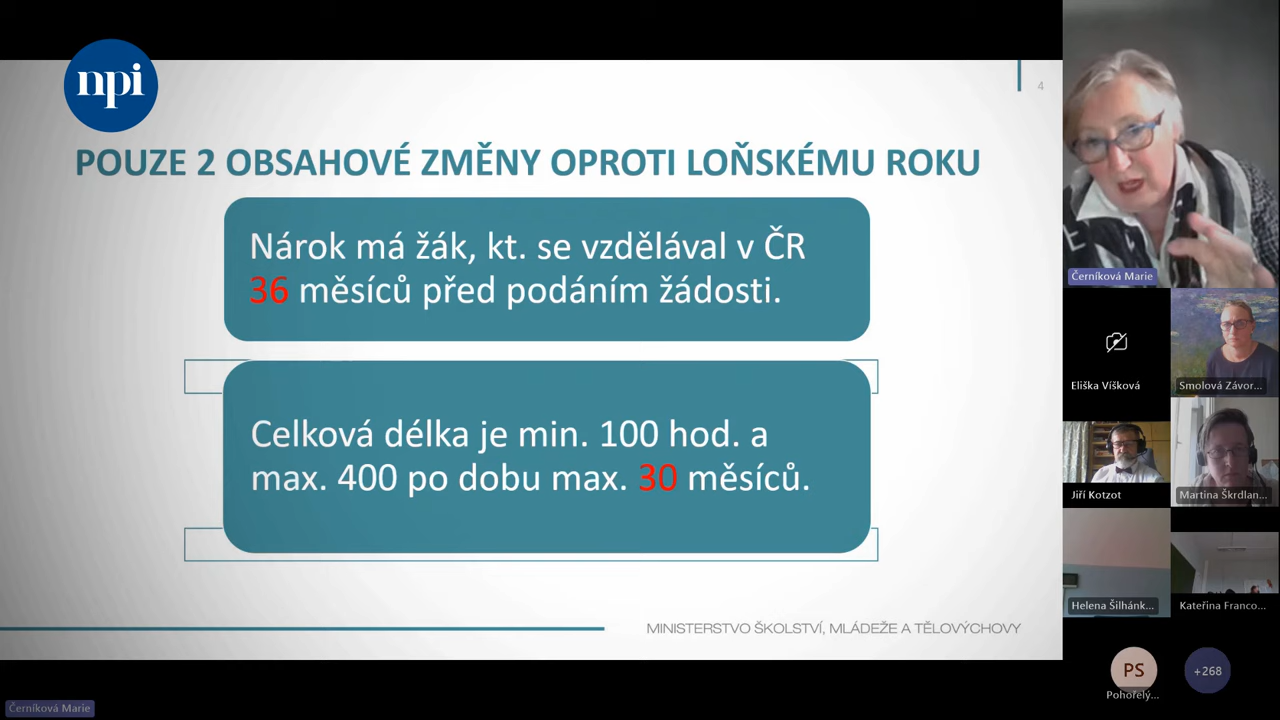 npi
4
POUZE 2 OBSAHOVÉ ZMĚNY OPROTI LOŇSKÉMU ROKU
Nárok má žák, kt. se vzdělával v ČR
36 měsíců před podáním žádosti.
Celková délka je min. 100 hod. a
max. 400 po dobu max. 30 měsíců.
MINISTERSTVO ŠKOLSTVÍ, MLÁDEŽE A TĚLOVÝCHOVY
Černíková Marie
Eliška Víšková
Smolová Závor...
Jiří Kotzot
Martina Škrdlan...
Helena Šilhánk...
Kateřina Franco...
PS
Pohořelý...
+268
Černíková Marie